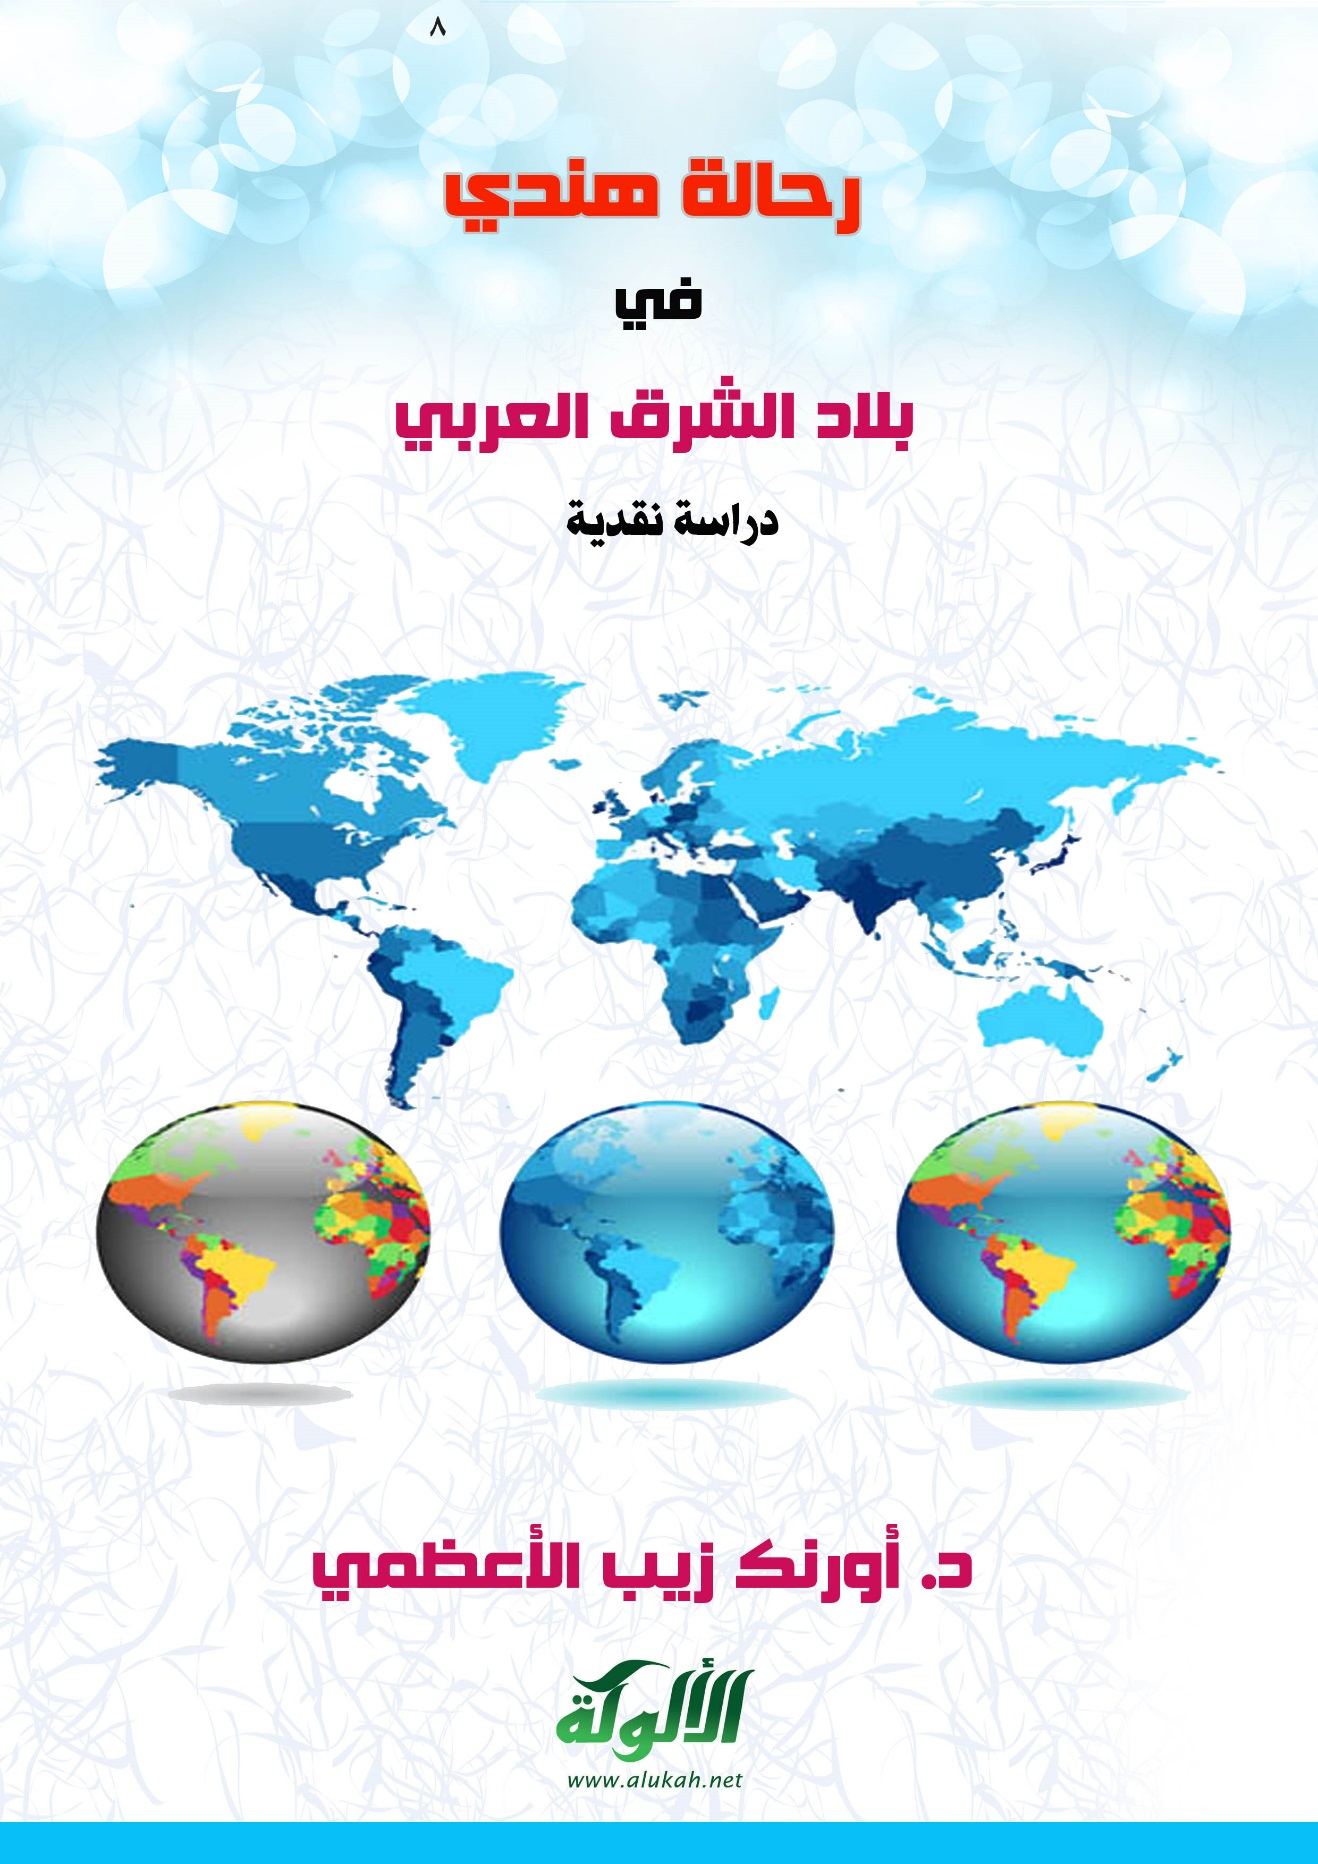 ٨
رحالة هندي
في
بلاد الشرق العربي
دراسة نقدية
د. أورنك زيب الأعظمي
الألوكة
www.alukah.net